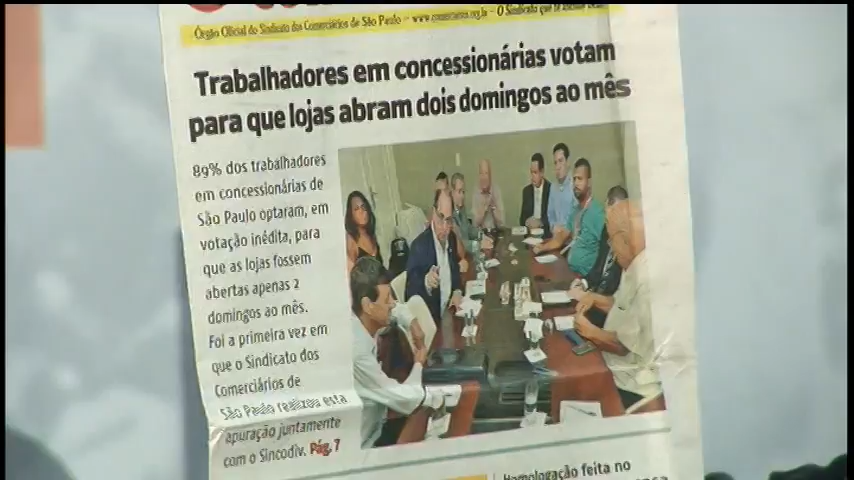 Órgão Oficial do Sindicato dos Comerciários de São Paulo – www.comerciarios.org.br – O Sindicato que
Trabalhadores em concessionárias votam
para que lojas abram dois domingos ao mês
89% dos trabalhadores
em concessionárias de
São Paulo optaram, em
votação inédita, para
que as lojas fossem
abertas apenas 2
domingos ao mês.
Foi a primeira vez em
que o Sindicato dos
Comerciários de
São Paulo realizou esta
apuração juntamente
com o Sincodiv. Pág. 7
Homologação feita no